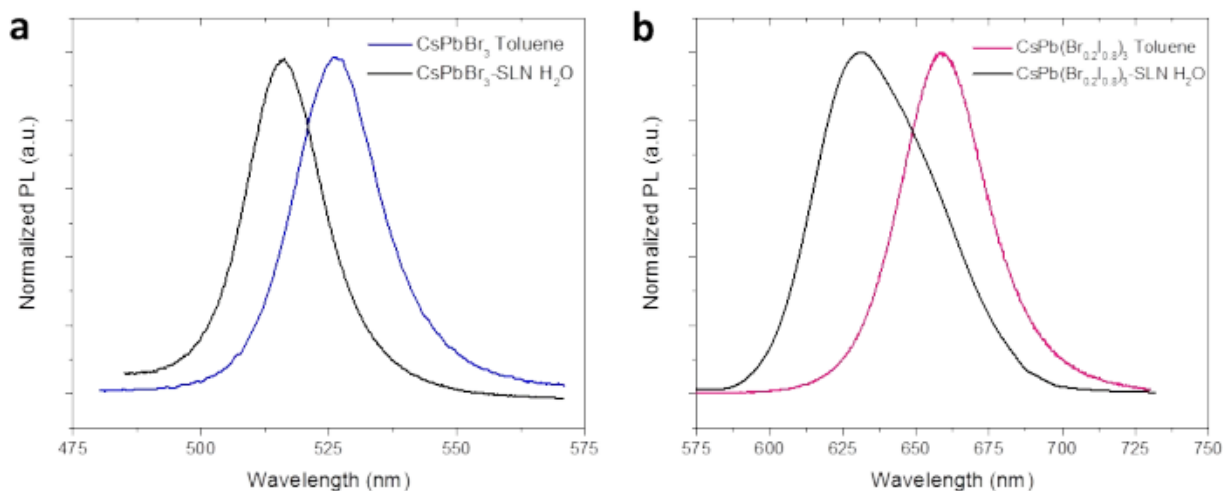 a
CsPbBr₃ Toluene
CsPbBr₃-SLN H₂O
Normalized PL (a.u.)
475 500 525 550 575
Wavelength (nm)
b
CsPb(Br₀.₂I₀.₈)₃ Toluene
CsPb(Br₀.₂I₀.₈)₃-SLN H₂O
Normalized PL (a.u.)
575 600 625 650 675 700 725 750
Wavelength (nm)